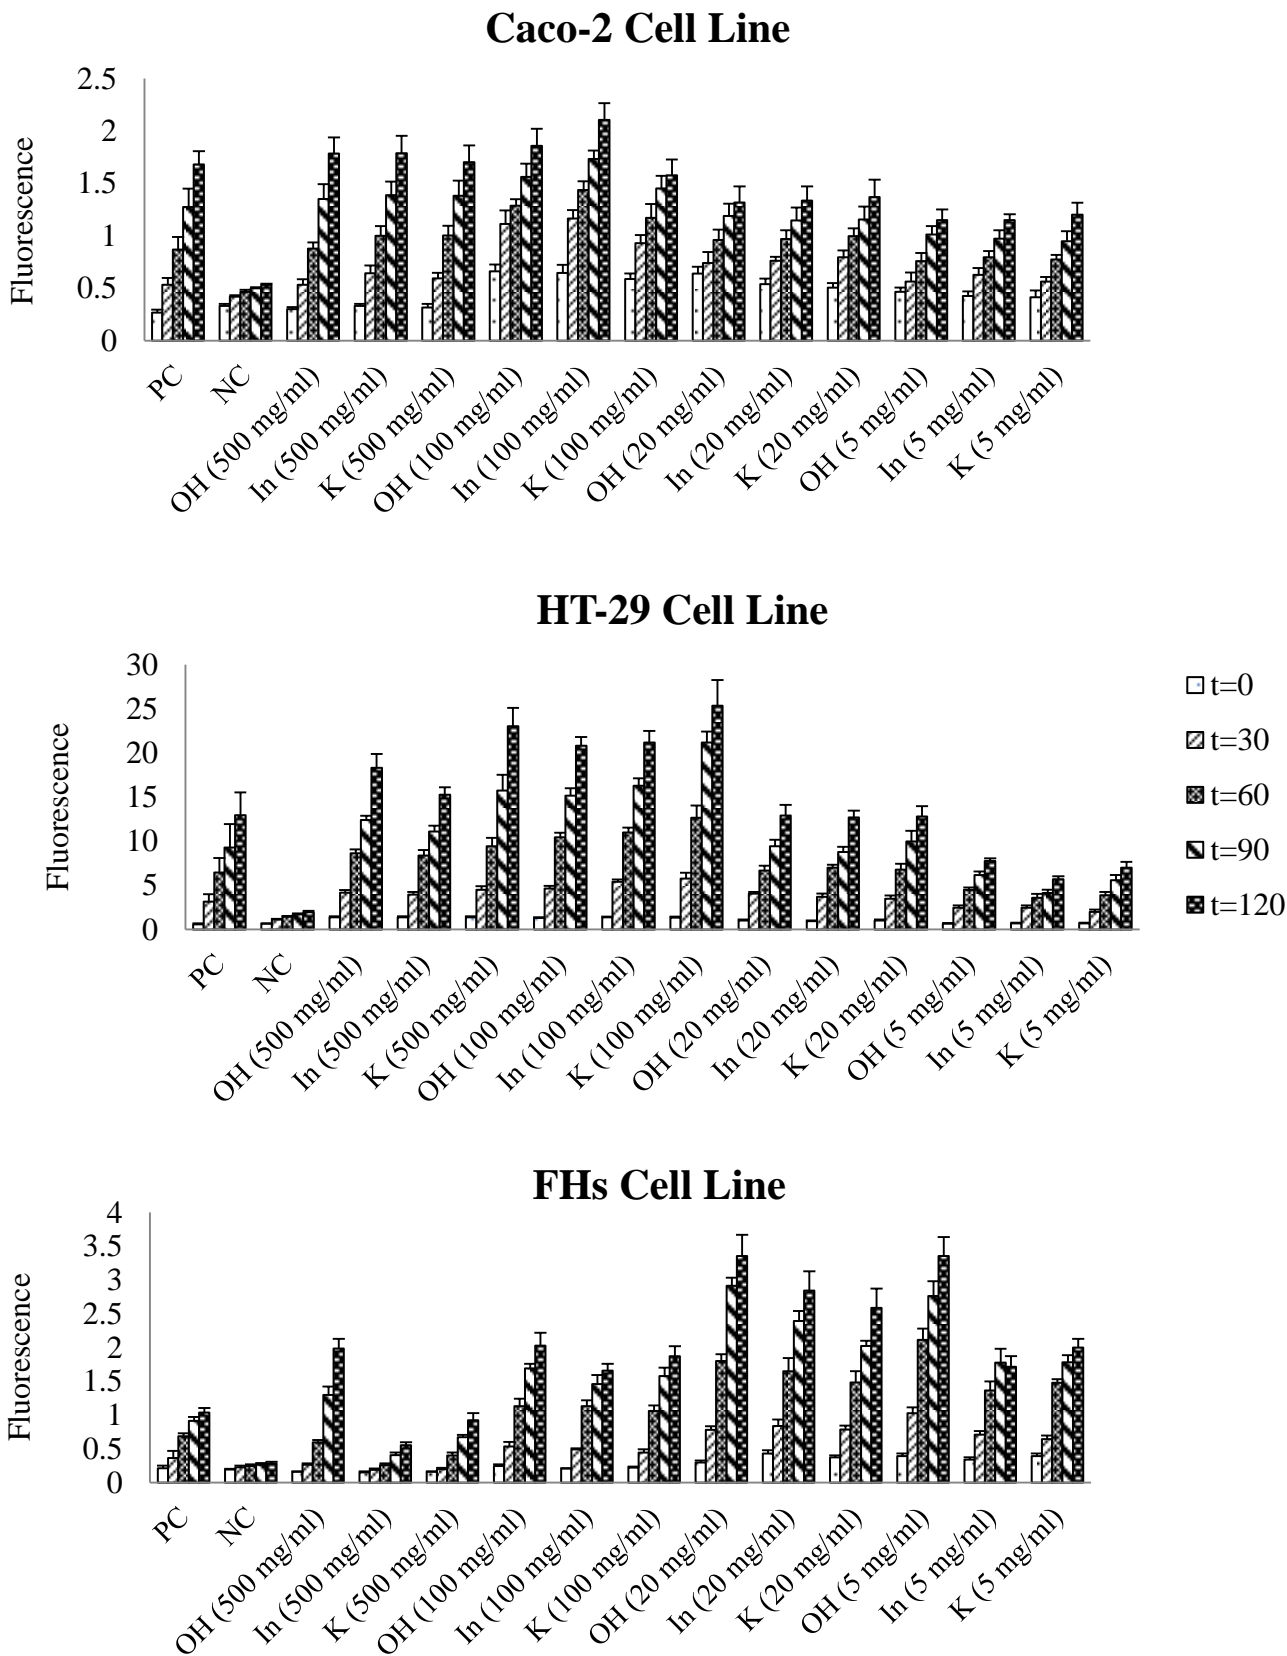 Caco-2 Cell Line
Fluorescence
2.5
2
1.5
1
0.5
0
PC
NC
OH (500 mg/ml)
In (500 mg/ml)
K (500 mg/ml)
OH (100 mg/ml)
In (100 mg/ml)
K (100 mg/ml)
OH (20 mg/ml)
In (20 mg/ml)
K (20 mg/ml)
OH (5 mg/ml)
In (5 mg/ml)
K (5 mg/ml)
HT-29 Cell Line
Fluorescence
30
25
20
15
10
5
0
PC
NC
OH (500 mg/ml)
In (500 mg/ml)
K (500 mg/ml)
OH (100 mg/ml)
In (100 mg/ml)
K (100 mg/ml)
OH (20 mg/ml)
In (20 mg/ml)
K (20 mg/ml)
OH (5 mg/ml)
In (5 mg/ml)
K (5 mg/ml)
t=0
t=30
t=60
t=90
t=120
FHs Cell Line
Fluorescence
4
3.5
3
2.5
2
1.5
1
0.5
0
PC
NC
OH (500 mg/ml)
In (500 mg/ml)
K (500 mg/ml)
OH (100 mg/ml)
In (100 mg/ml)
K (100 mg/ml)
OH (20 mg/ml)
In (20 mg/ml)
K (20 mg/ml)
OH (5 mg/ml)
In (5 mg/ml)
K (5 mg/ml)